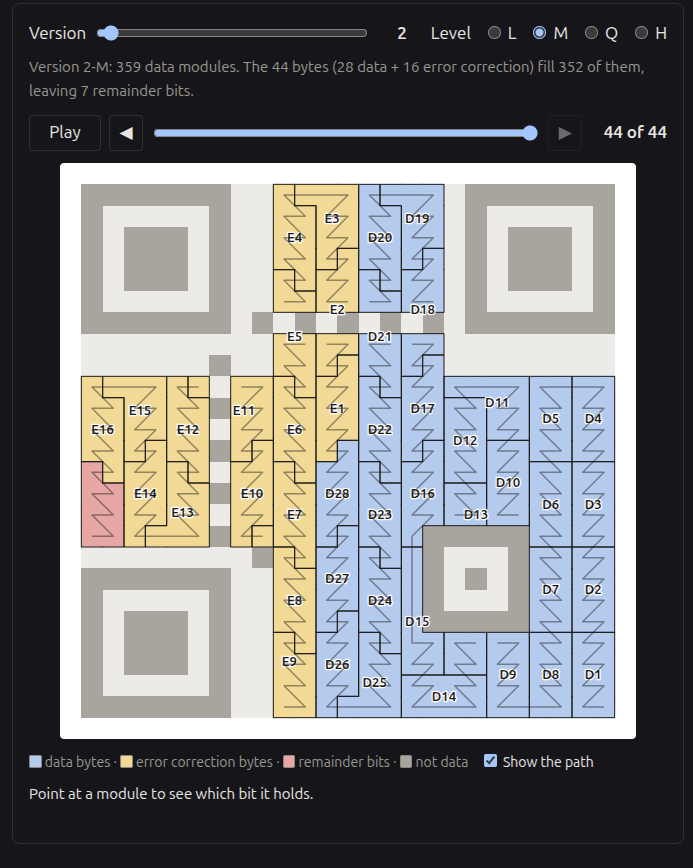 Version 2 Level L M Q H
Version 2-M: 359 data modules. The 44 bytes (28 data + 16 error correction) fill 352 of them,
leaving 7 remainder bits.
Play ◀ ▶ 44 of 44
E4 E3 D20 D19
E2 D18
E5 D21
E16 E15 E12 E11 E6 E1 D22 D17 D12 D11 D5 D4
E14 E13 E10 E7 D28 D23 D16 D13 D10 D6 D3
E8 D27 D24 D15 D7 D2
E9 D26 D25 D14 D9 D8 D1
data bytes · error correction bytes · remainder bits · not data Show the path
Point at a module to see which bit it holds.